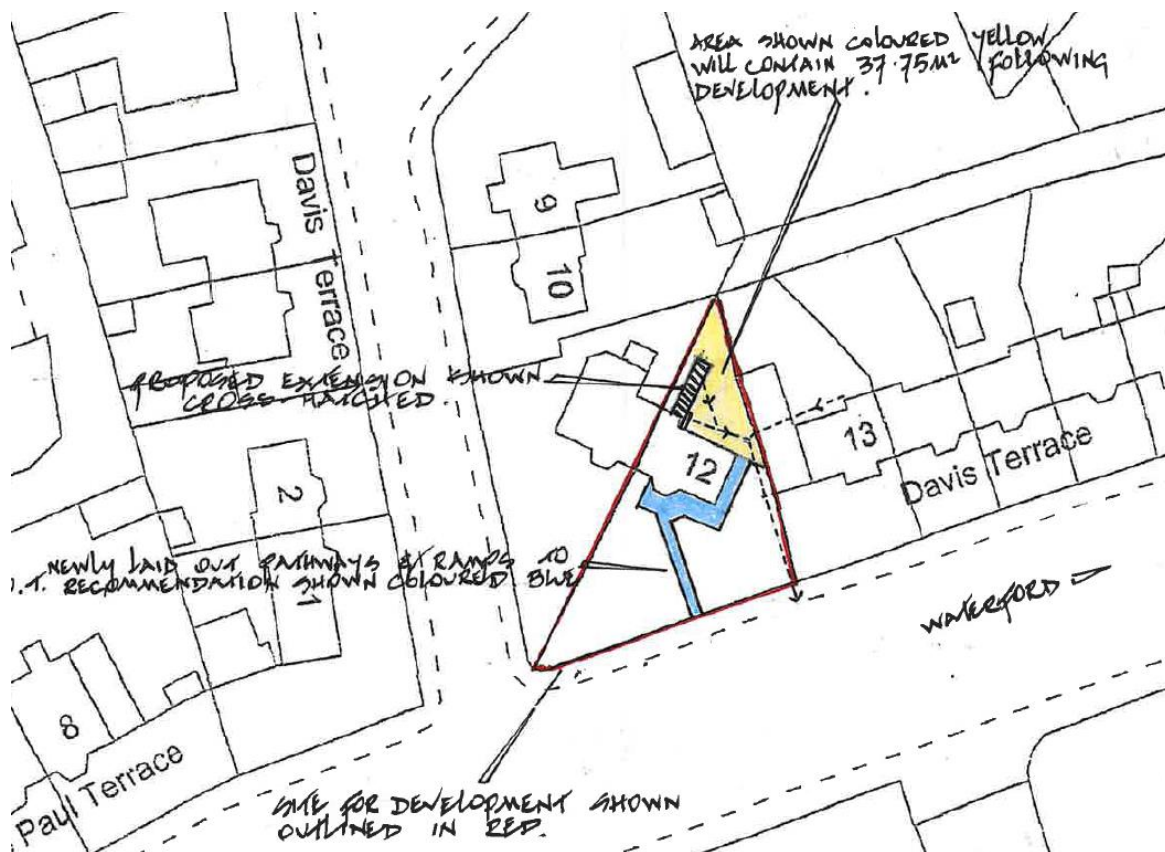 AREA SHOWN COLOURED YELLOW
WILL CONTAIN 37.75M² FOLLOWING
DEVELOPMENT.
Davis Terrace
9
10
PROPOSED EXTENSION SHOWN
CROSS-HATCHED.
12
13
Davis Terrace
2
1
NEWLY LAID OUT PATHWAYS & RAMPS TO
.T. RECOMMENDATION SHOWN COLOURED BLUE
WATERFORD
8
Paul Terrace
SITE FOR DEVELOPMENT SHOWN
OUTLINED IN RED.